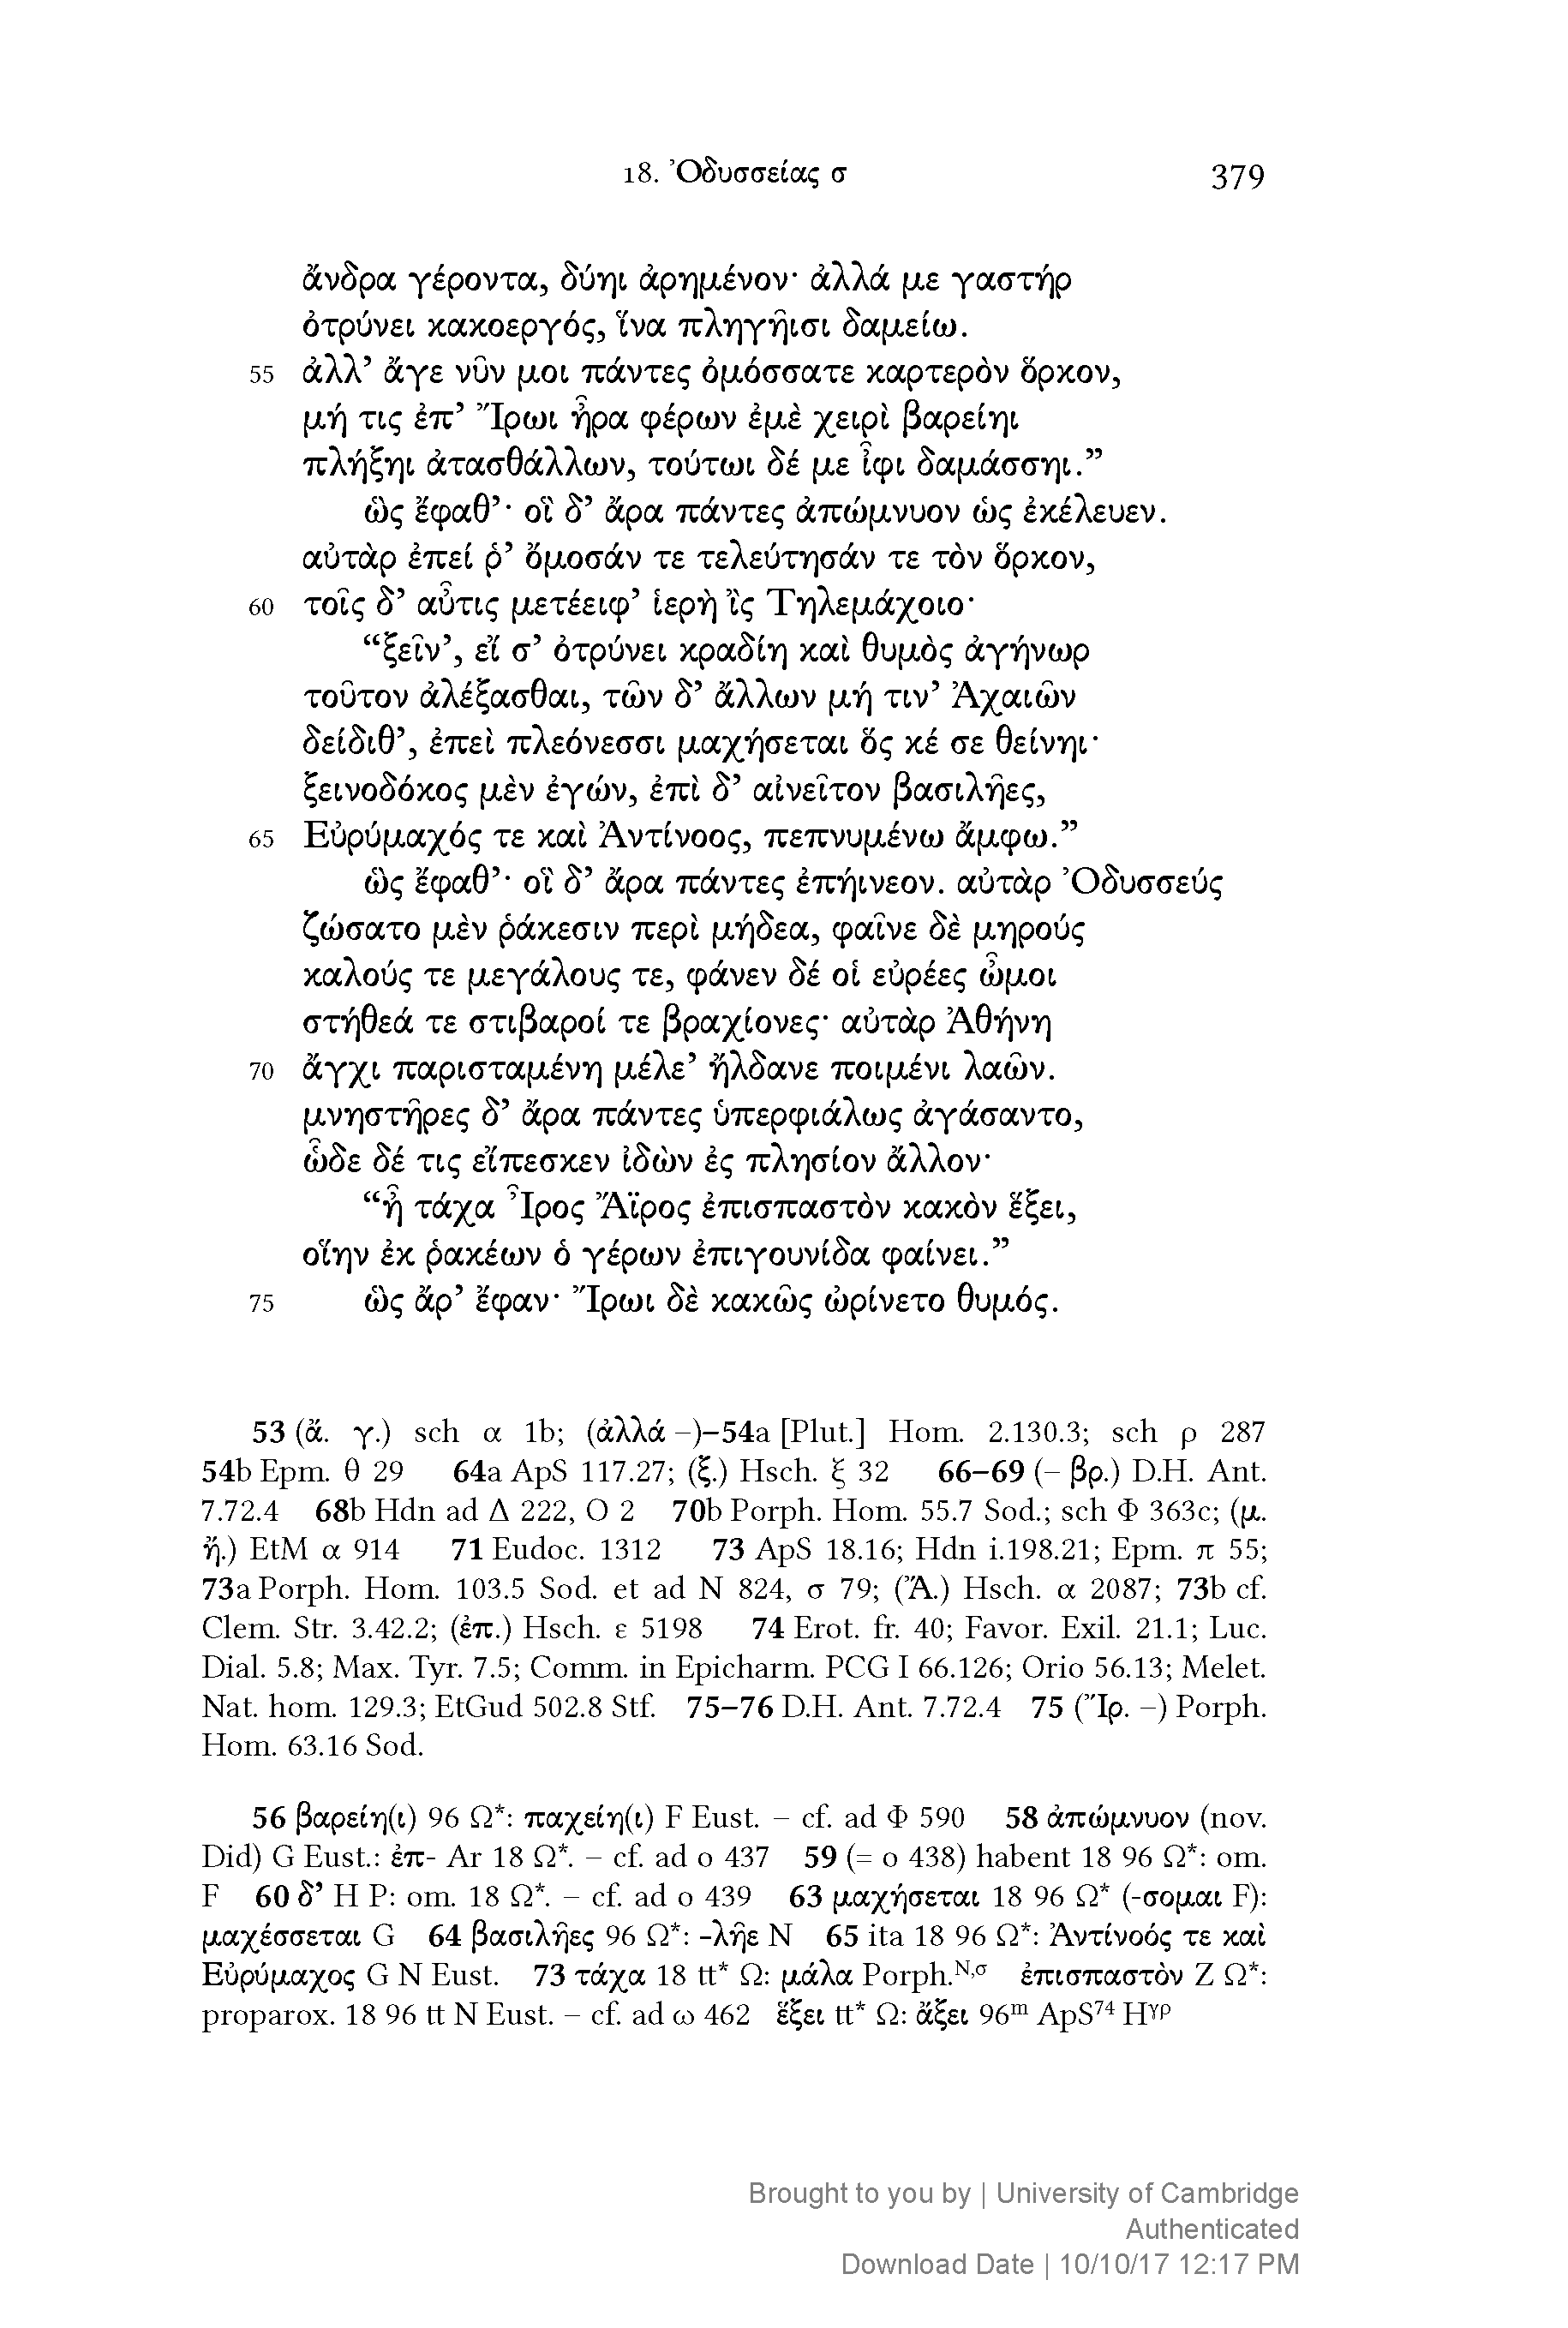 18. Ὀδυσσείας σ 379
ἄνδρα γέροντα, δύηι ἀρημένον· ἀλλά με γαστήρ
ὀτρύνει κακοεργός, ἵνα πληγῆισι δαμείω.
55 ἀλλ’ ἄγε νῦν μοι πάντες ὀμόσσατε καρτερὸν ὅρκον,
μή τις ἐπ’ Ἴρωι ἦρα φέρων ἐμὲ χειρὶ βαρείηι
πλήξηι ἀτασθάλλων, τούτωι δέ με ἶφι δαμάσσηι.”
ὣς ἔφαθ’· οἳ δ’ ἄρα πάντες ἀπώμνυον ὡς ἐκέλευεν.
αὐτὰρ ἐπεί ῥ’ ὄμοσάν τε τελεύτησάν τε τὸν ὅρκον,
60 τοῖς δ’ αὖτις μετέειφ’ ἱερὴ ἲς Τηλεμάχοιο·
“ξεῖν’, εἴ σ’ ὀτρύνει κραδίη καὶ θυμὸς ἀγήνωρ
τοῦτον ἀλέξασθαι, τῶν δ’ ἄλλων μή τιν’ Ἀχαιῶν
δείδιθ’, ἐπεὶ πλεόνεσσι μαχήσεται ὅς κέ σε θείνηι·
ξεινοδόκος μὲν ἐγών, ἐπὶ δ’ αἰνεῖτον βασιλῆες,
65 Εὐρύμαχός τε καὶ Ἀντίνοος, πεπνυμένω ἄμφω.”
ὣς ἔφαθ’· οἳ δ’ ἄρα πάντες ἐπήινεον. αὐτὰρ Ὀδυσσεύς
ζώσατο μὲν ῥάκεσιν περὶ μήδεα, φαῖνε δὲ μηρούς
καλούς τε μεγάλους τε, φάνεν δέ οἱ εὐρέες ὦμοι
στήθεά τε στιβαροί τε βραχίονες· αὐτὰρ Ἀθήνη
70 ἄγχι παρισταμένη μέλε’ ἤλδανε ποιμένι λαῶν.
μνηστῆρες δ’ ἄρα πάντες ὑπερφιάλως ἀγάσαντο,
ὧδε δέ τις εἴπεσκεν ἰδὼν ἐς πλησίον ἄλλον·
“ἦ τάχα Ἶρος Ἄϊρος ἐπισπαστὸν κακὸν ἕξει,
οἵην ἐκ ῥακέων ὁ γέρων ἐπιγουνίδα φαίνει.”
75 ὣς ἄρ’ ἔφαν· Ἴρωι δὲ κακῶς ὠρίνετο θυμός.
53 (ἄ. γ.) sch α 1b; (ἀλλά –)–54a [Plut.] Hom. 2.130.3; sch ρ 287
54b Epm. θ 29 64a ApS 117.27; (ξ.) Hsch. ξ 32 66–69 (– βρ.) D.H. Ant.
7.72.4 68b Hdn ad Δ 222, Ο 2 70b Porph. Hom. 55.7 Sod.; sch Φ 363c; (μ.
ἤ.) EtM α 914 71 Eudoc. 1312 73 ApS 18.16; Hdn i.198.21; Epm. π 55;
73a Porph. Hom. 103.5 Sod. et ad Ν 824, σ 79; (Ἄ.) Hsch. α 2087; 73b cf.
Clem. Str. 3.42.2; (ἐπ.) Hsch. ε 5198 74 Erot. fr. 40; Favor. Exil. 21.1; Luc.
Dial. 5.8; Max. Tyr. 7.5; Comm. in Epicharm. PCG I 66.126; Orio 56.13; Melet.
Nat. hom. 129.3; EtGud 502.8 Stf. 75–76 D.H. Ant. 7.72.4 75 (Ἴρ. –) Porph.
Hom. 63.16 Sod.
56 βαρείη(ι) 96 Ω*: παχείη(ι) F Eust. – cf. ad Φ 590 58 ἀπώμνυον (nov.
Did) G Eust.: ἐπ- Ar 18 Ω*. – cf. ad ο 437 59 (= ο 438) habent 18 96 Ω*: om.
F 60 δ’ H P: om. 18 Ω*. – cf. ad ο 439 63 μαχήσεται 18 96 Ω* (-σομαι F):
μαχέσσεται G 64 βασιλῆες 96 Ω*: -λῆε N 65 ita 18 96 Ω*: Ἀντίνοός τε καὶ
Εὐρύμαχος G N Eust. 73 τάχα 18 tt* Ω: μάλα Porph.ᴺ,σ ἐπισπαστὸν Z Ω*:
proparox. 18 96 tt N Eust. – cf. ad ω 462 ἕξει tt* Ω: ἄξει 96ᵐ ApS⁷⁴ Hᵞᵖ
Brought to you by | University of Cambridge
Authenticated
Download Date | 10/10/17 12:17 PM